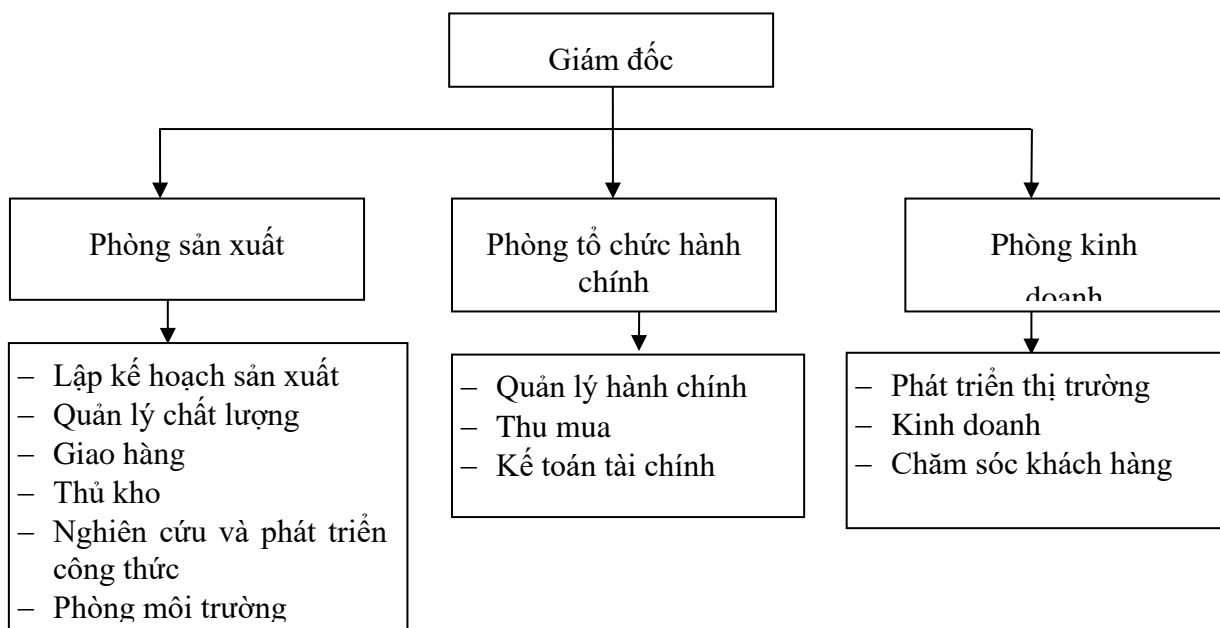 Giám đốc
Phòng sản xuất
Phòng tổ chức hành
chính
Phòng kinh
doanh
– Lập kế hoạch sản xuất
– Quản lý chất lượng
– Giao hàng
– Thủ kho
– Nghiên cứu và phát triển
công thức
– Phòng môi trường
– Quản lý hành chính
– Thu mua
– Kế toán tài chính
– Phát triển thị trường
– Kinh doanh
– Chăm sóc khách hàng